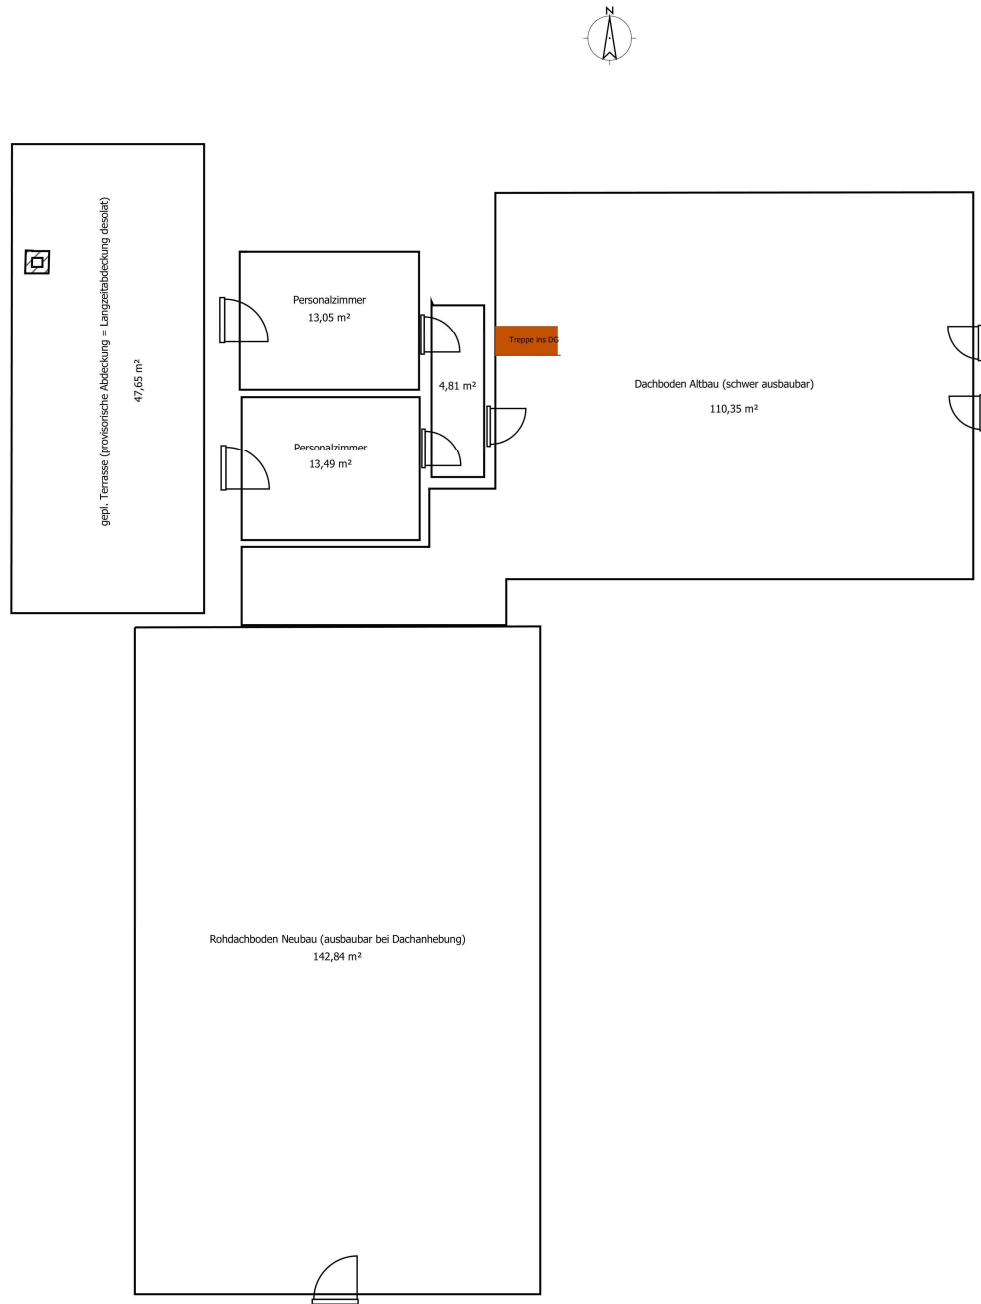 N
gepl. Terrasse (provisorische Abdeckung = Langzeitabdeckung desolat)
47,65 m²
Personalzimmer
13,05 m²
4,81 m²
Treppe ins DG
Dachboden Altbau (schwer ausbaubar)
110,35 m²
Personalzimmer
13,49 m²
Rohdachboden Neubau (ausbaubar bei Dachanhebung)
142,84 m²